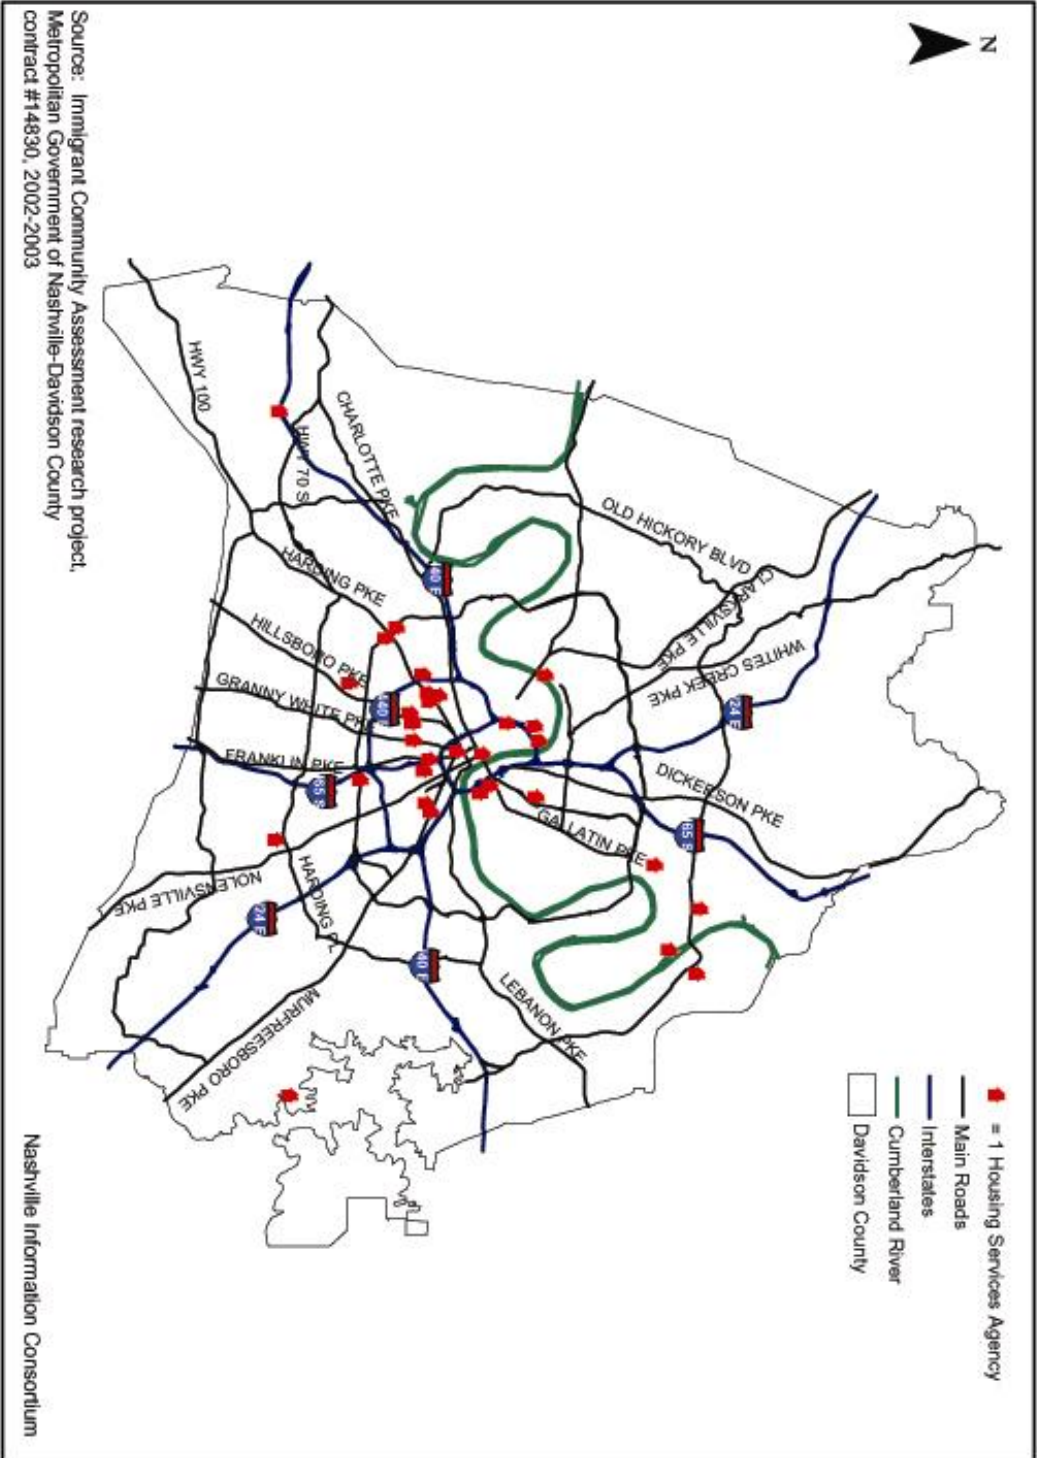 N
= 1 Housing Services Agency
Main Roads
Interstates
Cumberland River
Davidson County
OLD HICKORY BLVD
CLARKSVILLE PKE
WHITES CREEK PKE
24 E
DICKERSON PKE
65 S
GALLATIN PKE
CHARLOTTE PKE
HWY 100
HWY 70 S
40 E
HARDING PKE
HILLSBORO PKE
40
GRANNY WHITE PKE
FRANKLIN PKE
65 S
NOLENSVILLE PKE
HARDING PL
24 E
40 E
LEBANON PKE
MURFREESBORO PKE
Source: Immigrant Community Assessment research project,
Metropolitan Government of Nashville-Davidson County
contract #14830, 2002-2003
Nashville Information Consortium